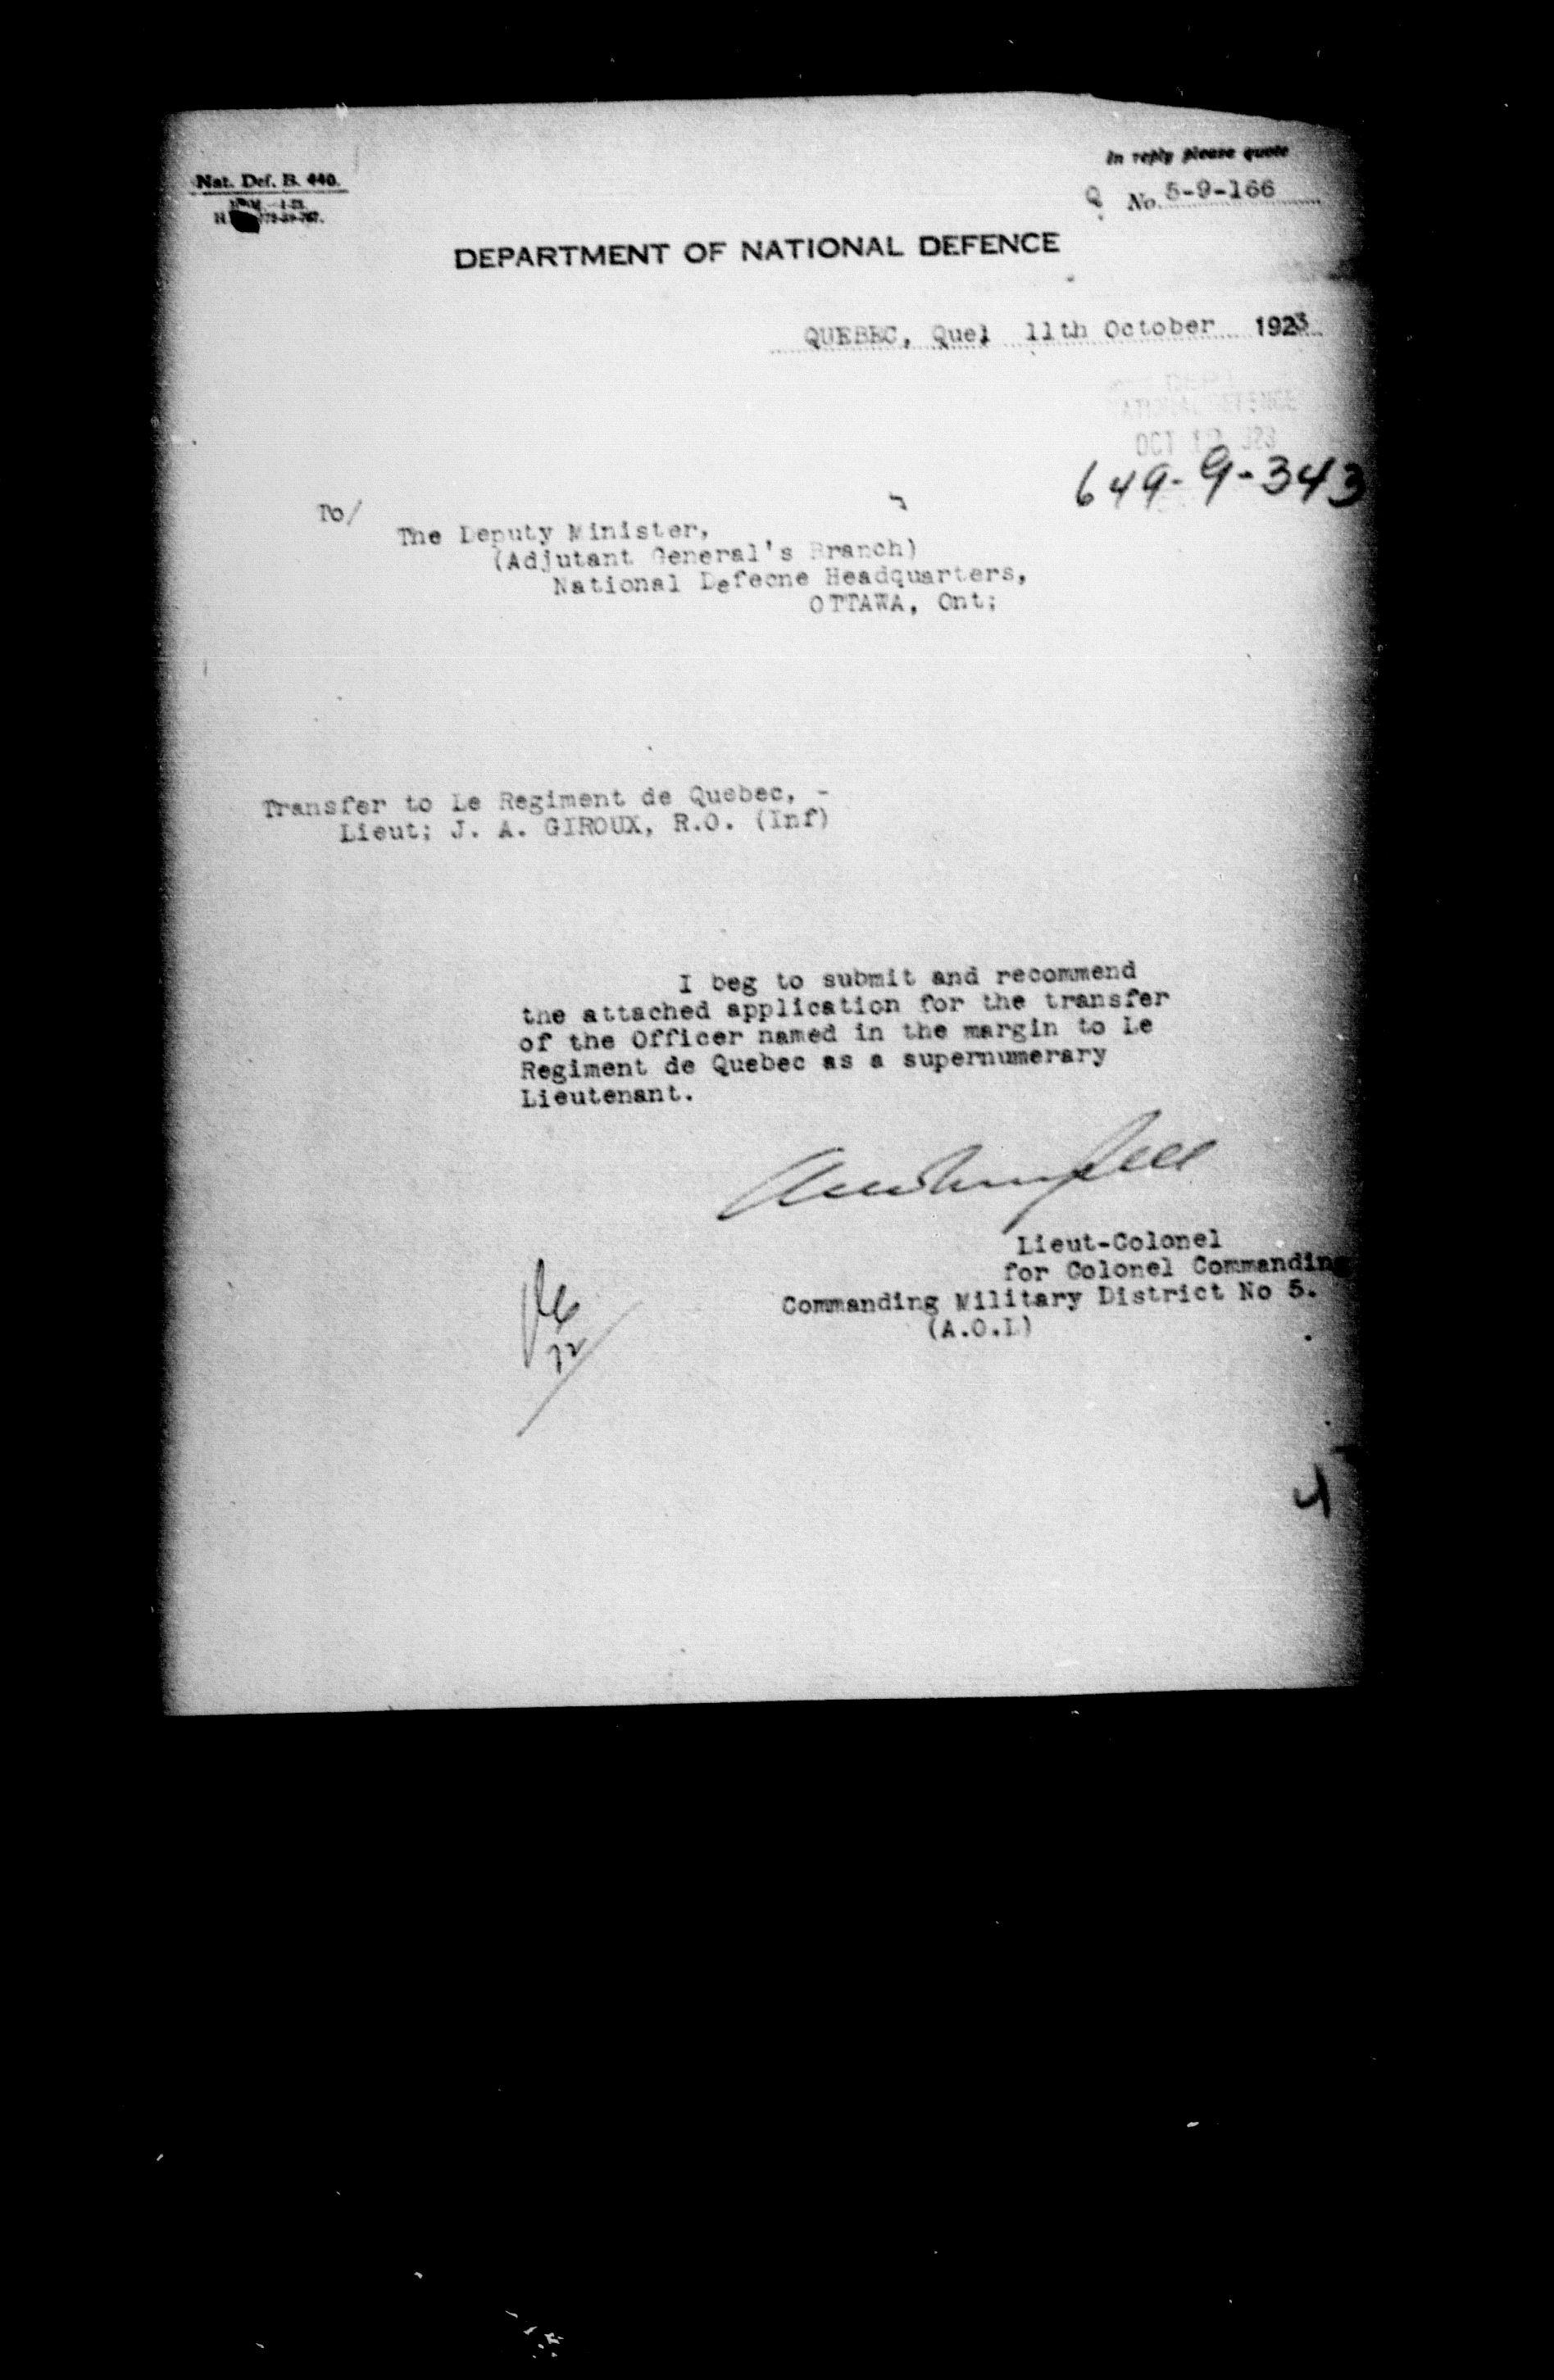 Nat. Def. B. 440.
In reply please quote
Q No. 5-9-166
DEPARTMENT OF NATIONAL DEFENCE
QUEBEC, Que; 11th October 1923
DEPT
NATIONAL DEFENCE
OCT
649-9-343
To/
The Deputy Minister,
(Adjutant General's Branch)
National Defecne Headquarters,
OTTAWA, Ont;
Transfer to Le Regiment de Quebec, -
Lieut; J. A. GIROUX, R.O. (Inf)
I beg to submit and recommend
the attached application for the transfer
of the Officer named in the margin to Le
Regiment de Quebec as a supernumerary
Lieutenant.
Lieut-Colonel
for Colonel Commanding
Commanding Military District No 5.
(A.O.L)
4